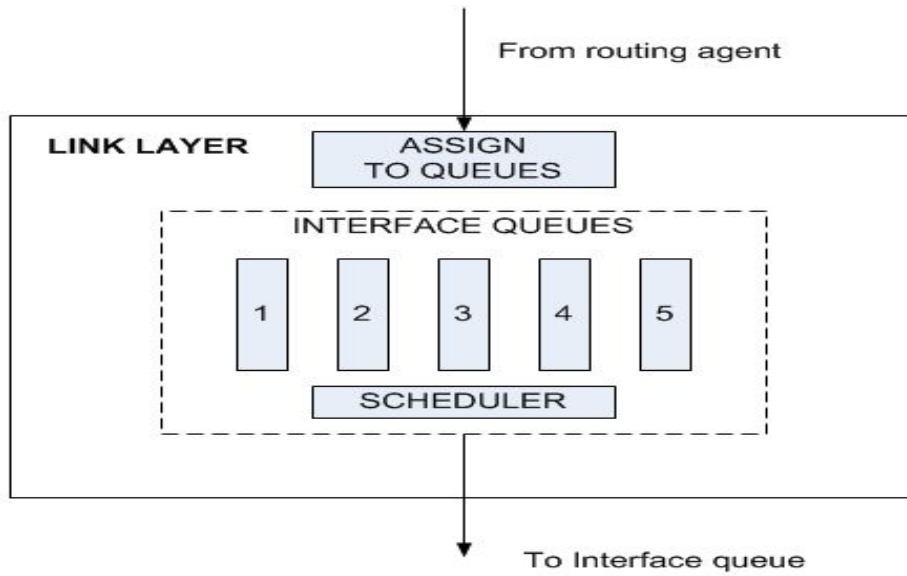 From routing agent
LINK LAYER
ASSIGN
TO QUEUES
INTERFACE QUEUES
1 2 3 4 5
SCHEDULER
To Interface queue